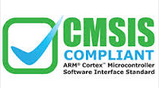 CMSIS
COMPLIANT
ARM® Cortex™ Microcontroller
Software Interface Standard